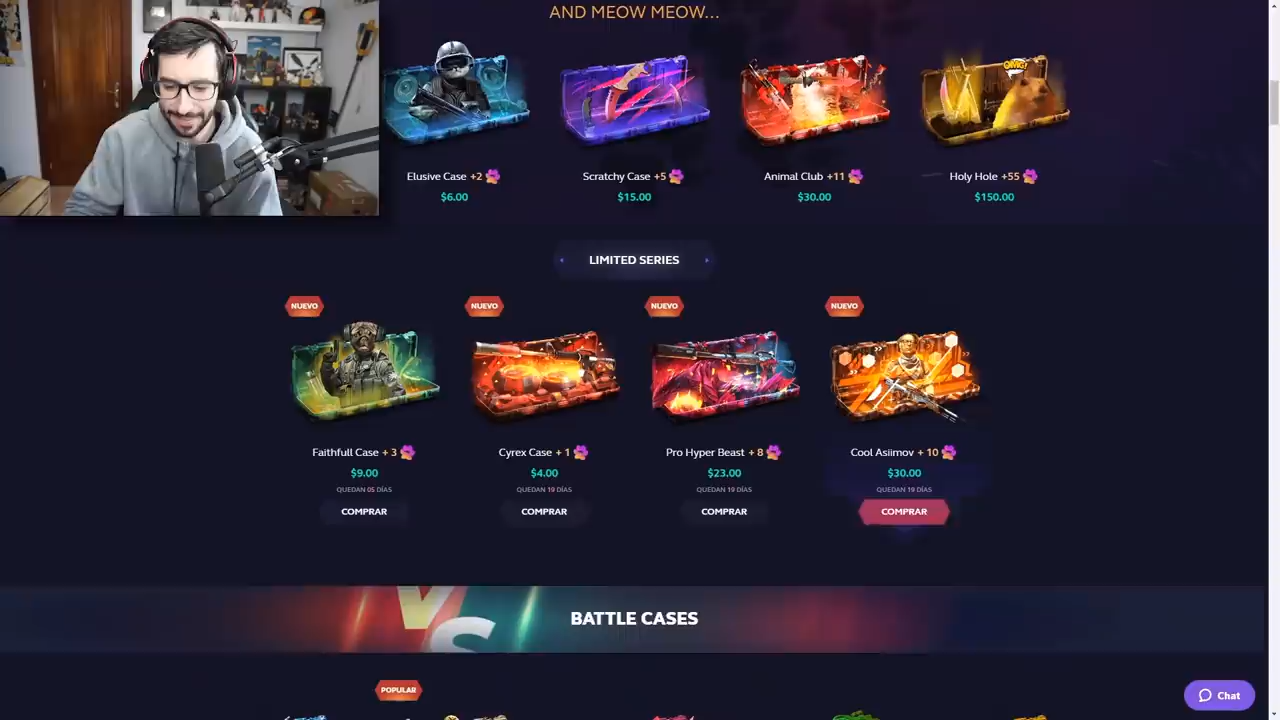 AND MEOW MEOW...
OMG!
Elusive Case +2
$6.00
Scratchy Case +5
$15.00
Animal Club +11
$30.00
Holy Hole +55
$150.00
LIMITED SERIES
NUEVO
NUEVO
NUEVO
NUEVO
Faithfull Case + 3
$9.00
QUEDAN 05 DÍAS
COMPRAR
Cyrex Case + 1
$4.00
QUEDAN 19 DÍAS
COMPRAR
Pro Hyper Beast + 8
$23.00
QUEDAN 19 DÍAS
COMPRAR
Cool Asiimov + 10
$30.00
QUEDAN 19 DÍAS
COMPRAR
VS
BATTLE CASES
POPULAR
Chat